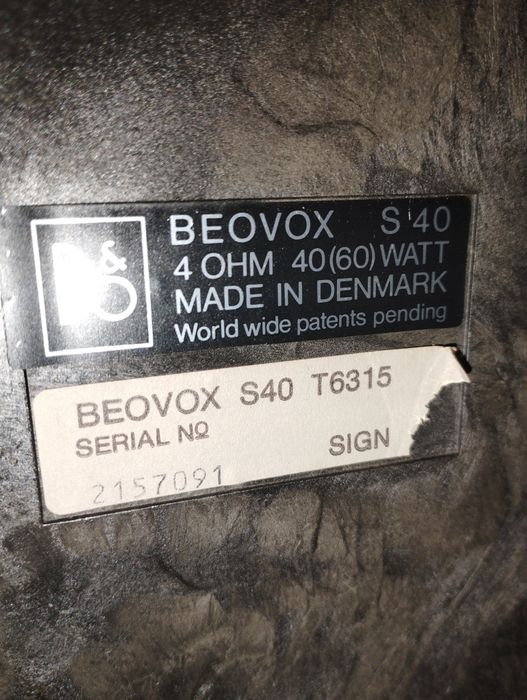 B&O
BEOVOX S 40
4 OHM 40(60) WATT
MADE IN DENMARK
World wide patents pending
BEOVOX S40 T6315
SERIAL NO
SIGN
2157091